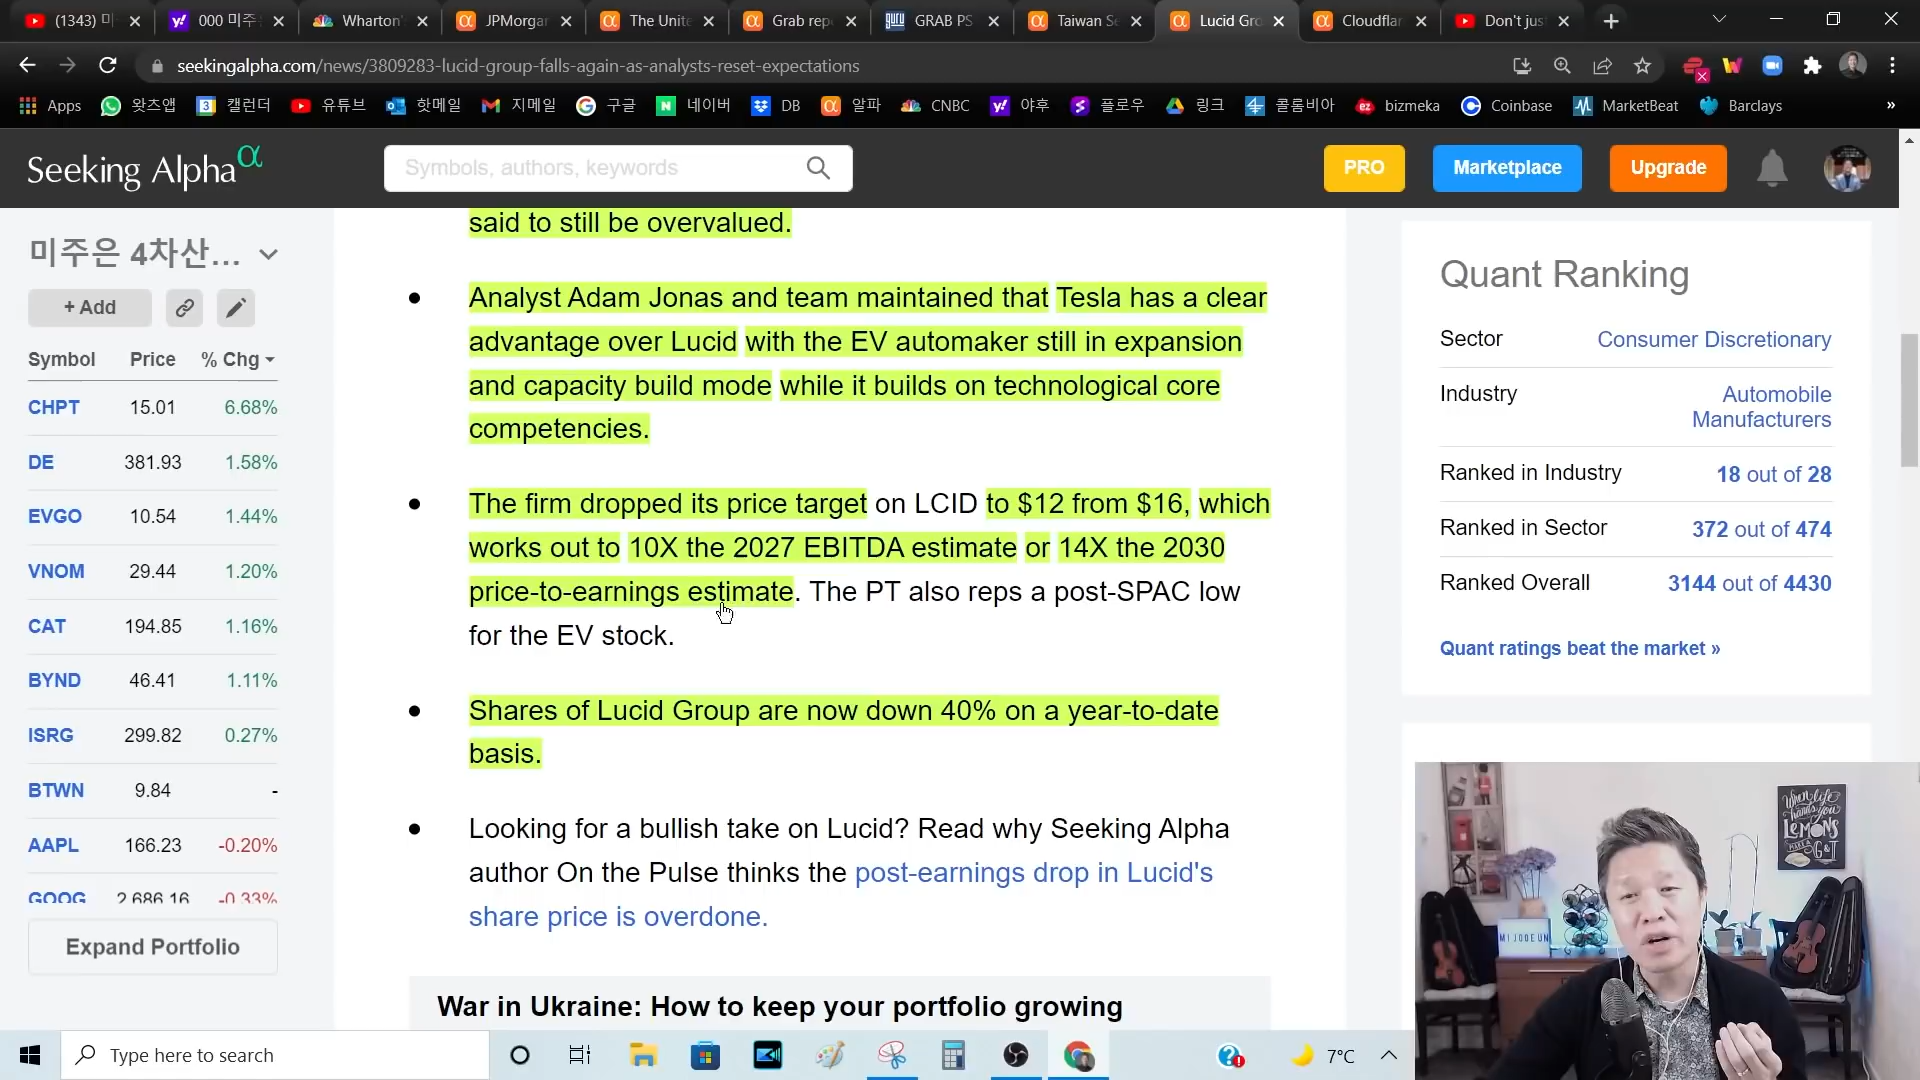 (1343) 미
000 미주
Wharton'
JPMorgar
The Unite
Grab rep
GRAB PS
Taiwan Se
Lucid Gro
Cloudflar
Don't jus
seekingalpha.com/news/3809283-lucid-group-falls-again-as-analysts-reset-expectations
Apps 왓츠앱 캘린더 유튜브 핫메일 지메일 구글 네이버 DB 알파 CNBC 야후 플로우 링크 콜롬비아 bizmeka Coinbase MarketBeat Barclays »
Seeking Alpha α
Symbols, authors, keywords
PRO
Marketplace
Upgrade
미주은 4차산...
+ Add
Symbol Price % Chg
CHPT 15.01 6.68%
DE 381.93 1.58%
EVGO 10.54 1.44%
VNOM 29.44 1.20%
CAT 194.85 1.16%
BYND 46.41 1.11%
ISRG 299.82 0.27%
BTWN 9.84 -
AAPL 166.23 -0.20%
GOOG 2,686.16 -0.33%
Expand Portfolio
said to still be overvalued.
● Analyst Adam Jonas and team maintained that Tesla has a clear
advantage over Lucid with the EV automaker still in expansion
and capacity build mode while it builds on technological core
competencies.
● The firm dropped its price target on LCID to $12 from $16, which
works out to 10X the 2027 EBITDA estimate or 14X the 2030
price-to-earnings estimate. The PT also reps a post-SPAC low
for the EV stock.
● Shares of Lucid Group are now down 40% on a year-to-date
basis.
● Looking for a bullish take on Lucid? Read why Seeking Alpha
author On the Pulse thinks the post-earnings drop in Lucid's
share price is overdone.
War in Ukraine: How to keep your portfolio growing
Quant Ranking
Sector Consumer Discretionary
Industry Automobile
Manufacturers
Ranked in Industry 18 out of 28
Ranked in Sector 372 out of 474
Ranked Overall 3144 out of 4430
Quant ratings beat the market »
When life
hands you
LEMONS
MAKE A
G&T
MIJOOEUN
Type here to search
7°C